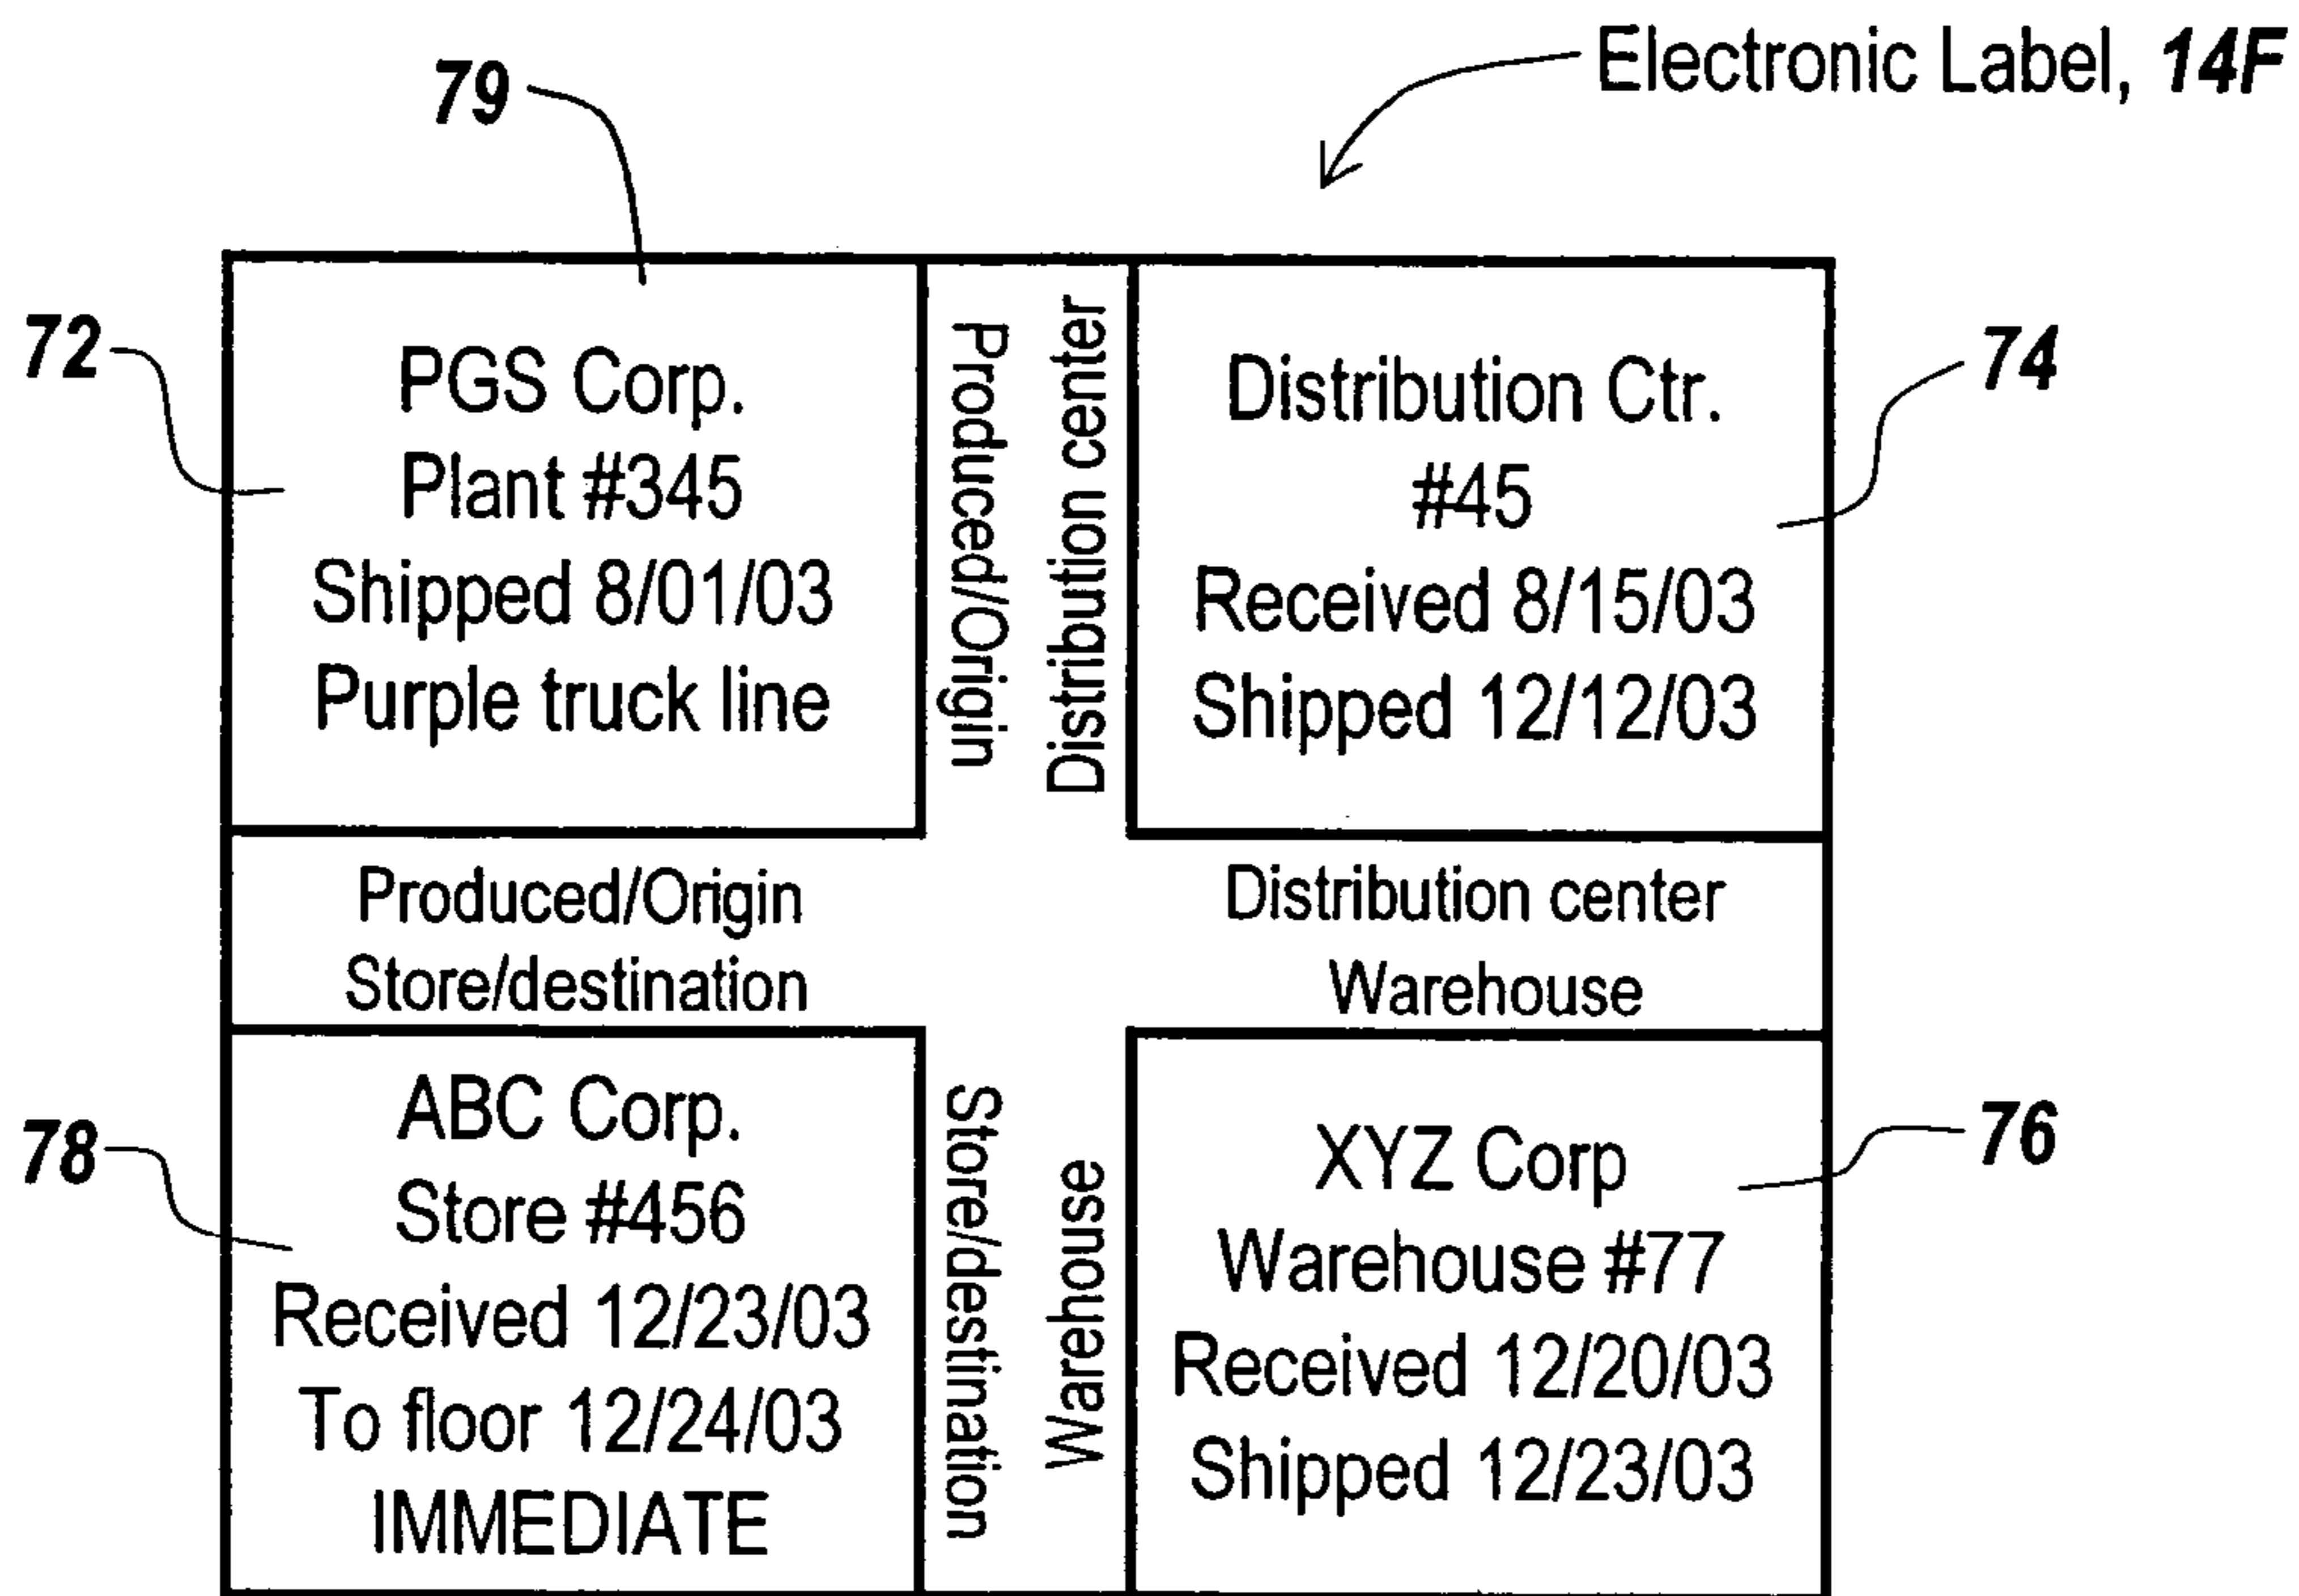 Electronic Label, 14F
79
72
PGS Corp.
Plant #345
Shipped 8/01/03
Purple truck line
Produced/Origin
Distribution center
Distribution Ctr.
#45
Received 8/15/03
Shipped 12/12/03
74
Produced/Origin
Store/destination
Distribution center
Warehouse
78
ABC Corp.
Store #456
Received 12/23/03
To floor 12/24/03
IMMEDIATE
Store/destination
Warehouse
XYZ Corp
Warehouse #77
Received 12/20/03
Shipped 12/23/03
76